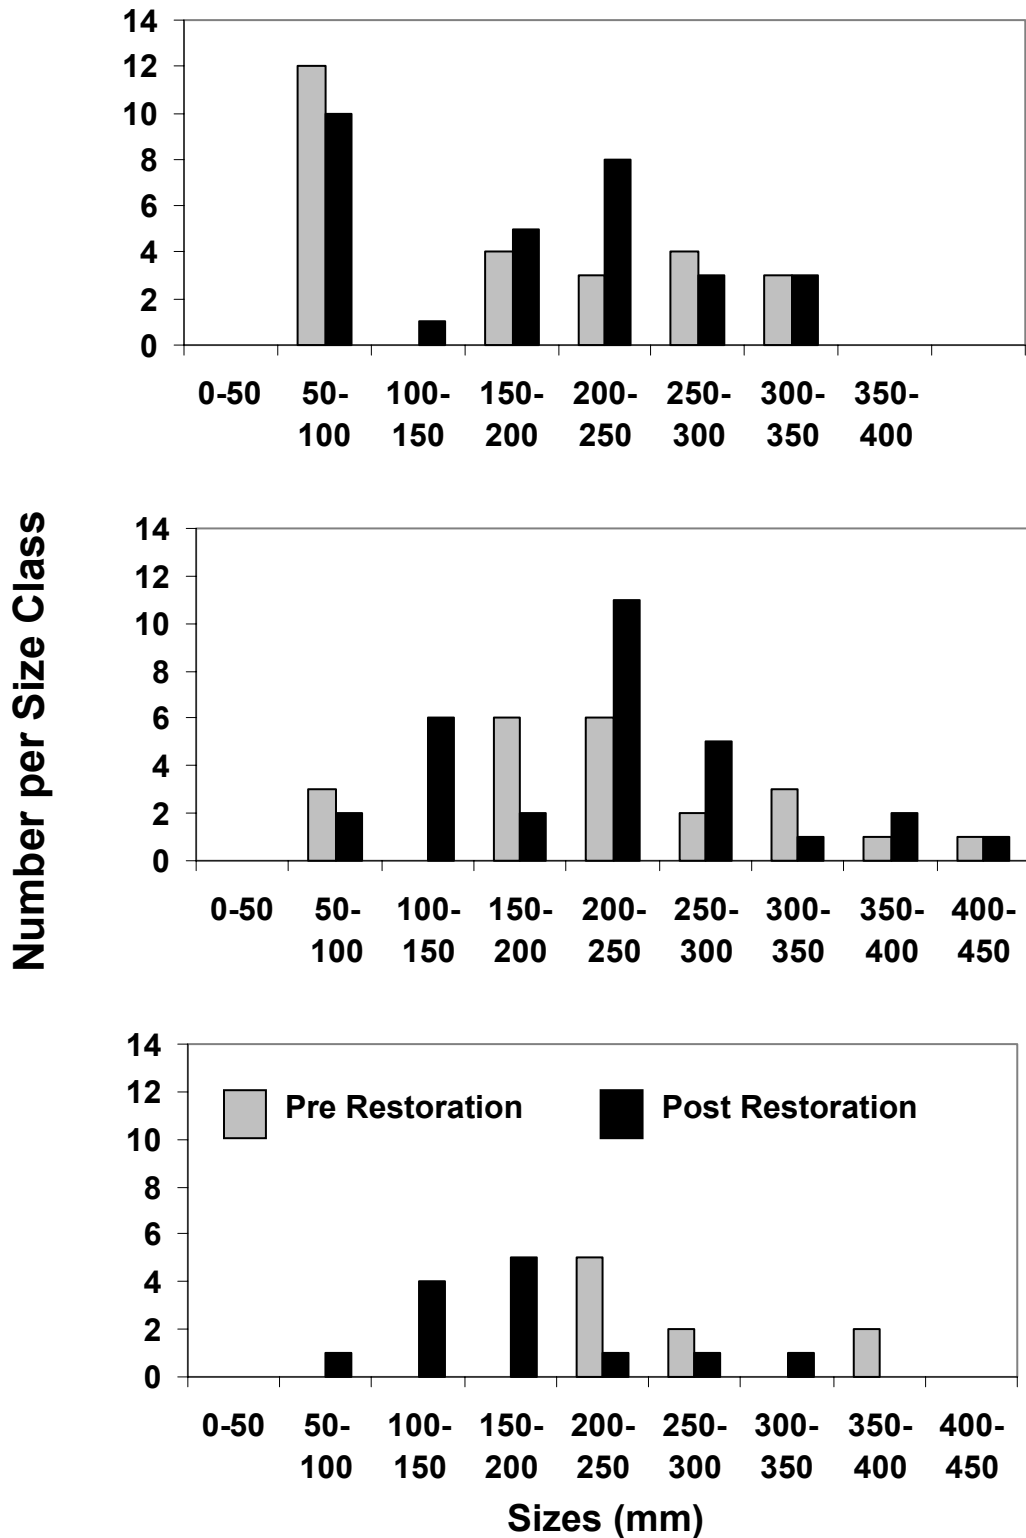 Number per Size Class
14
12
10
8
6
4
2
0
0-50 50- 100- 150- 200- 250- 300- 350-
100 150 200 250 300 350 400
14
12
10
8
6
4
2
0
0-50 50- 100- 150- 200- 250- 300- 350- 400-
100 150 200 250 300 350 400 450
14
12
Pre Restoration Post Restoration
10
8
6
4
2
0
0-50 50- 100- 150- 200- 250- 300- 350- 400-
100 150 200 250 300 350 400 450
Sizes (mm)